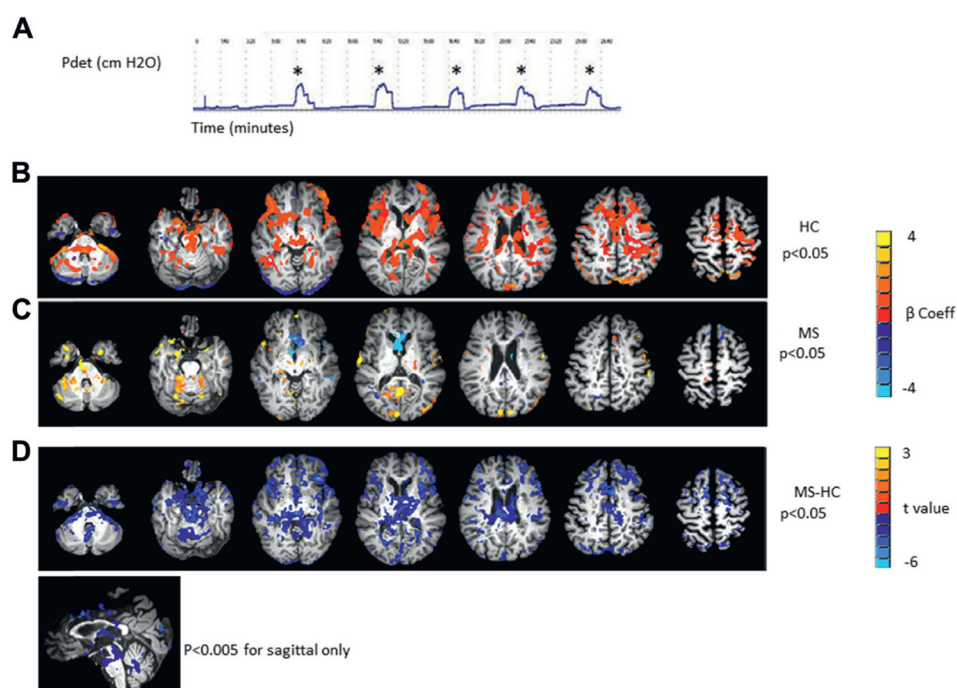 A
Pdet (cm H2O)
* * * * *
Time (minutes)
B
HC
p<0.05
4
β Coeff
-4
C
MS
p<0.05
D
MS-HC
p<0.05
3
t value
-6
P<0.005 for sagittal only